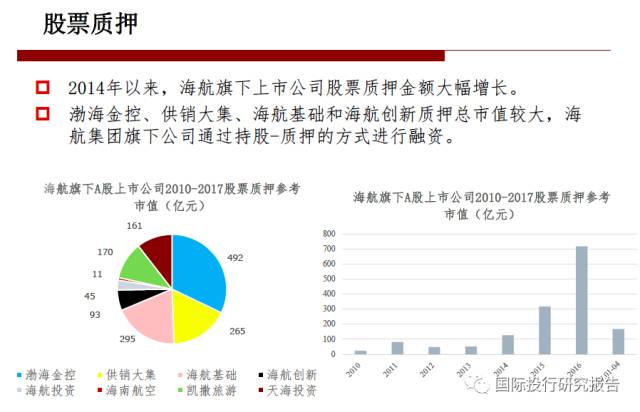 股票质押
2014年以来，海航旗下上市公司股票质押金额大幅增长。
渤海金控、供销大集、海航基础和海航创新质押总市值较大，海
航集团旗下公司通过持股-质押的方式进行融资。
海航旗下A股上市公司2010-2017股票质押参考
市值（亿元）
161
492
170
11
45
93
295
265
渤海金控 供销大集 海航基础 海航创新
海航投资 海南航空 凯撒旅游 天海投资
海航旗下A股上市公司2010-2017股票质押参考
市值（亿元）
800
700
600
500
400
300
200
100
0
2010 2011 2012 2013 2014 2015 2016 01-04
国际投行研究报告